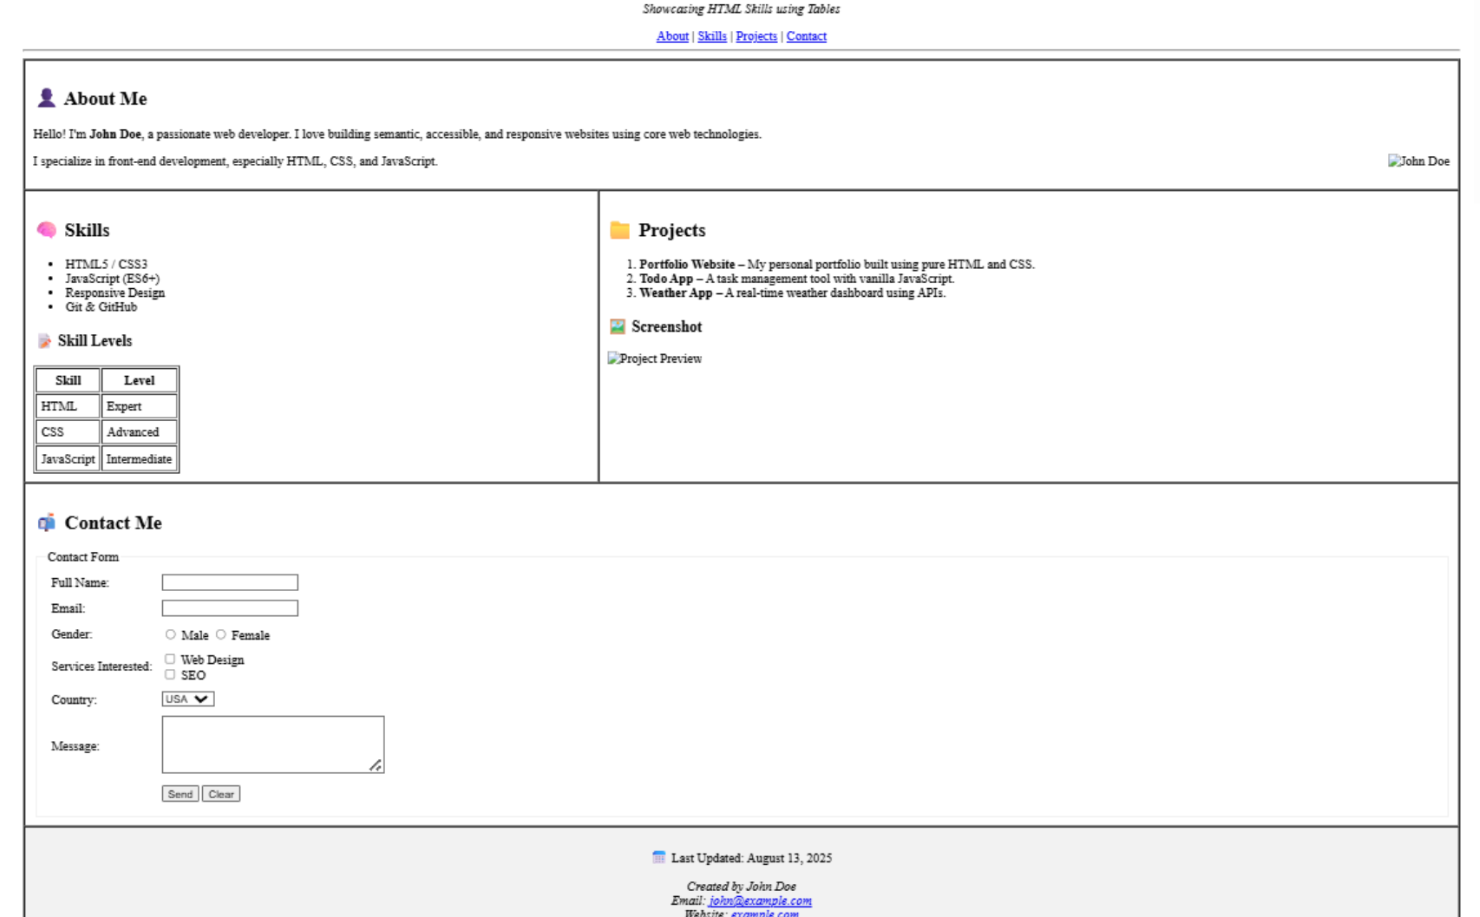 Showcasing HTML Skills using Tables
About | Skills | Projects | Contact
About Me
Hello! I'm John Doe, a passionate web developer. I love building semantic, accessible, and responsive websites using core web technologies.
I specialize in front-end development, especially HTML, CSS, and JavaScript.
John Doe
Skills
HTML5 / CSS3
JavaScript (ES6+)
Responsive Design
Git & GitHub
Skill Levels
Skill Level
HTML Expert
CSS Advanced
JavaScript Intermediate
Projects
1. Portfolio Website – My personal portfolio built using pure HTML and CSS.
2. Todo App – A task management tool with vanilla JavaScript.
3. Weather App – A real-time weather dashboard using APIs.
Screenshot
Project Preview
Contact Me
Contact Form
Full Name:
Email:
Gender: Male Female
Services Interested: Web Design
SEO
Country: USA
Message:
Send Clear
Last Updated: August 13, 2025
Created by John Doe
Email: john@example.com
Website: example.com